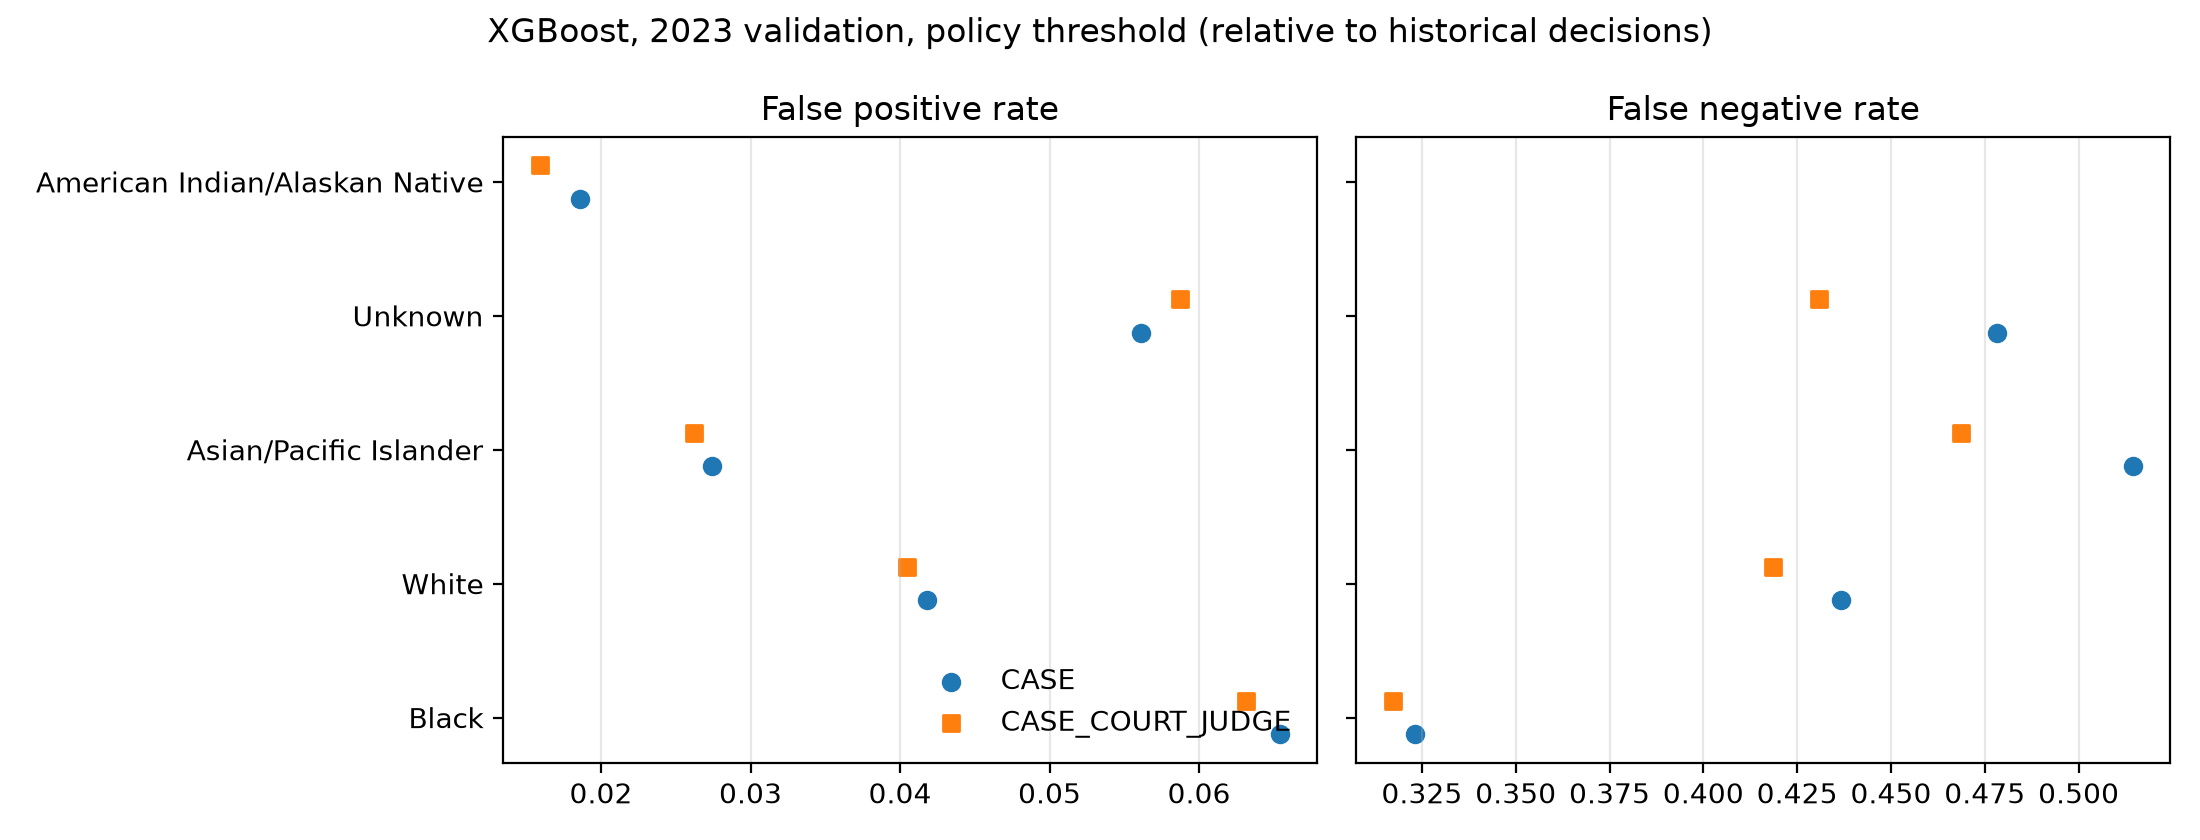 XGBoost, 2023 validation, policy threshold (relative to historical decisions)
False positive rate
False negative rate
American Indian/Alaskan Native
Unknown
Asian/Pacific Islander
White
Black
CASE
CASE_COURT_JUDGE
0.02 0.03 0.04 0.05 0.06
0.325 0.350 0.375 0.400 0.425 0.450 0.475 0.500